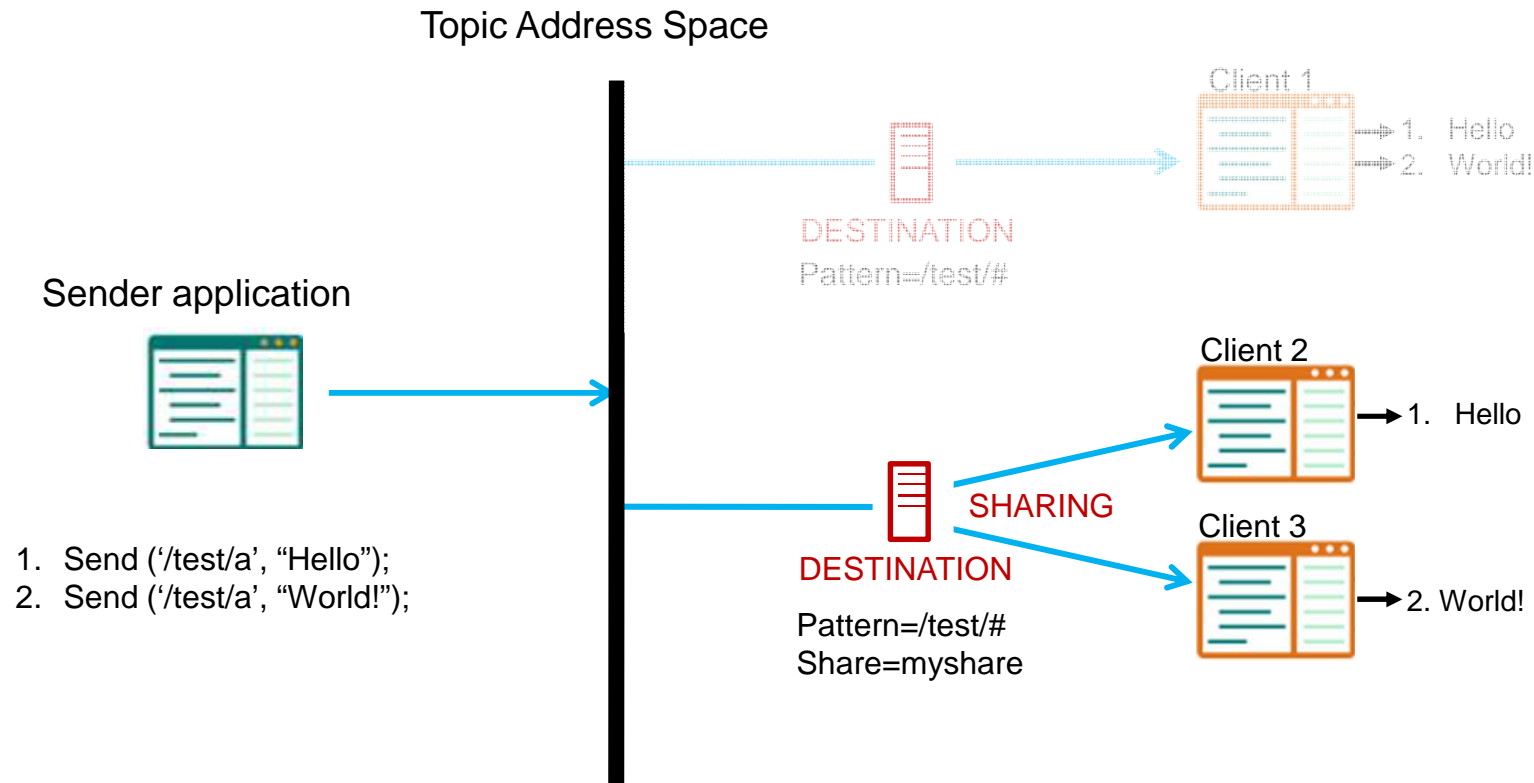 Topic Address Space
Client 1
1. Hello
2. World!
DESTINATION
Pattern=/test/#
Sender application
1. Send (‘/test/a’, “Hello”);
2. Send (‘/test/a’, “World!”);
Client 2
1. Hello
SHARING
Client 3
2. World!
DESTINATION
Pattern=/test/#
Share=myshare